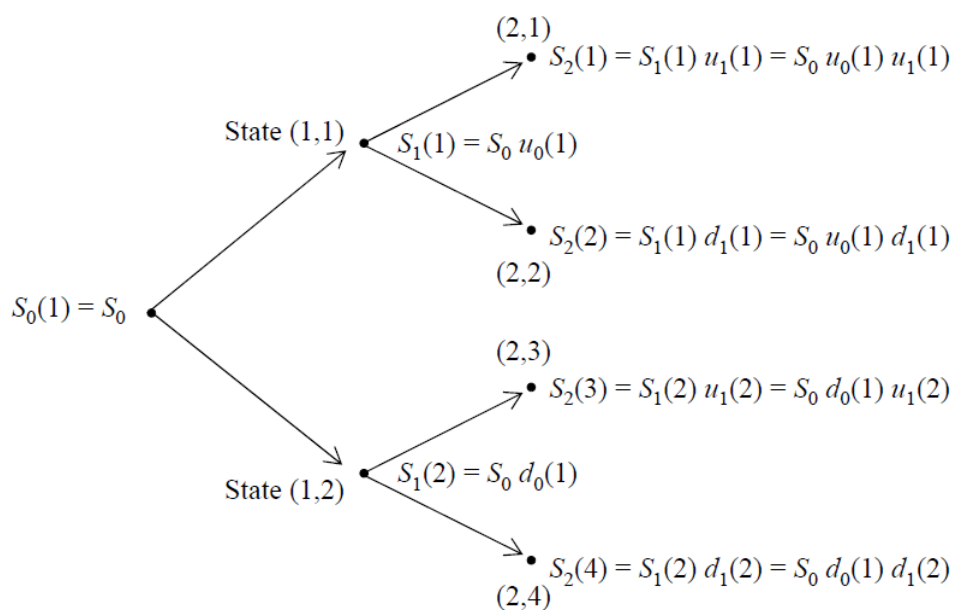 (2,1)
S₂(1) = S₁(1) u₁(1) = S₀ u₀(1) u₁(1)
State (1,1)
S₁(1) = S₀ u₀(1)
S₂(2) = S₁(1) d₁(1) = S₀ u₀(1) d₁(1)
(2,2)
S₀(1) = S₀
(2,3)
S₂(3) = S₁(2) u₁(2) = S₀ d₀(1) u₁(2)
S₁(2) = S₀ d₀(1)
State (1,2)
S₂(4) = S₁(2) d₁(2) = S₀ d₀(1) d₁(2)
(2,4)